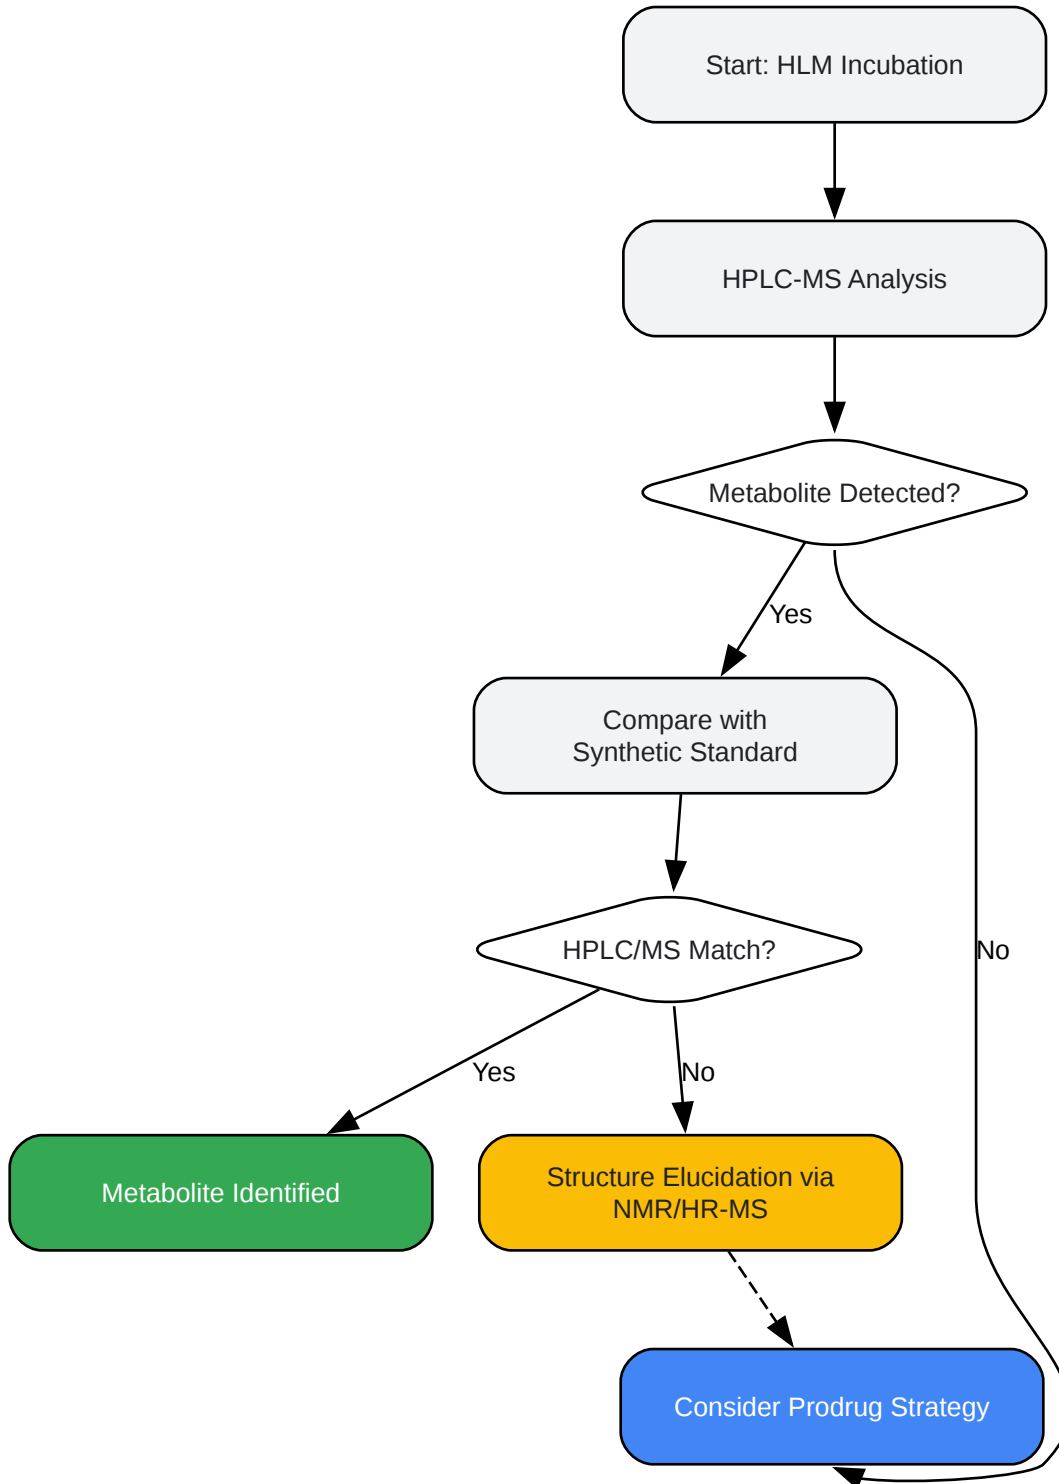 Start: HLM Incubation
HPLC-MS Analysis
Metabolite Detected?
Yes
Compare with
Synthetic Standard
HPLC/MS Match?
No
Yes
No
Metabolite Identified
Structure Elucidation via
NMR/HR-MS
Consider Prodrug Strategy